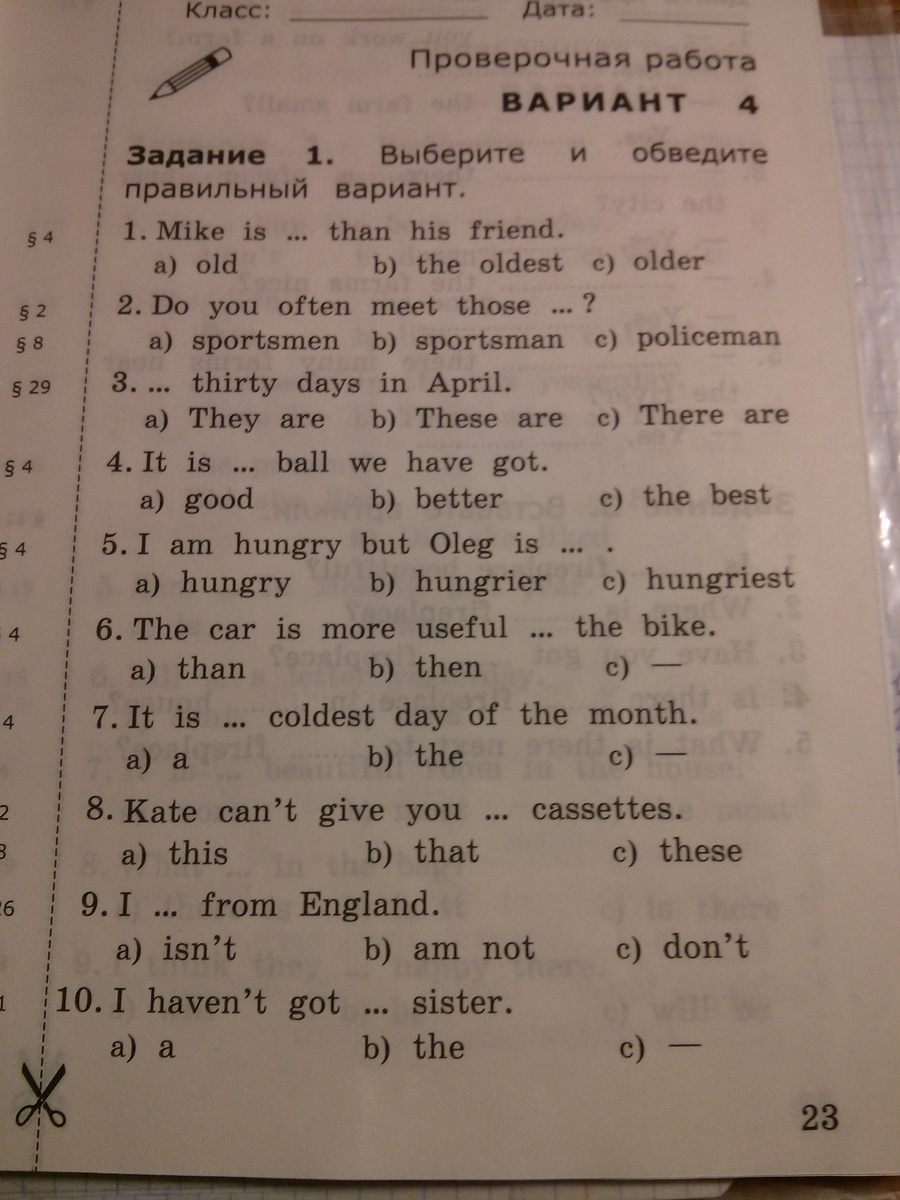 Класс: ____________ Дата: ________
Проверочная работа
ВАРИАНТ 4
Задание 1. Выберите и обведите
правильный вариант.
§ 4 1. Mike is ... than his friend.
a) old b) the oldest c) older
§ 2 2. Do you often meet those ... ?
§ 8 a) sportsmen b) sportsman c) policeman
§ 29 3. ... thirty days in April.
a) They are b) These are c) There are
§ 4 4. It is ... ball we have got.
a) good b) better c) the best
§ 4 5. I am hungry but Oleg is ... .
a) hungry b) hungrier c) hungriest
4 6. The car is more useful ... the bike.
a) than b) then c) —
4 7. It is ... coldest day of the month.
a) a b) the c) —
2 8. Kate can't give you ... cassettes.
a) this b) that c) these
26 9. I ... from England.
a) isn't b) am not c) don't
1 10. I haven't got ... sister.
a) a b) the c) —
23